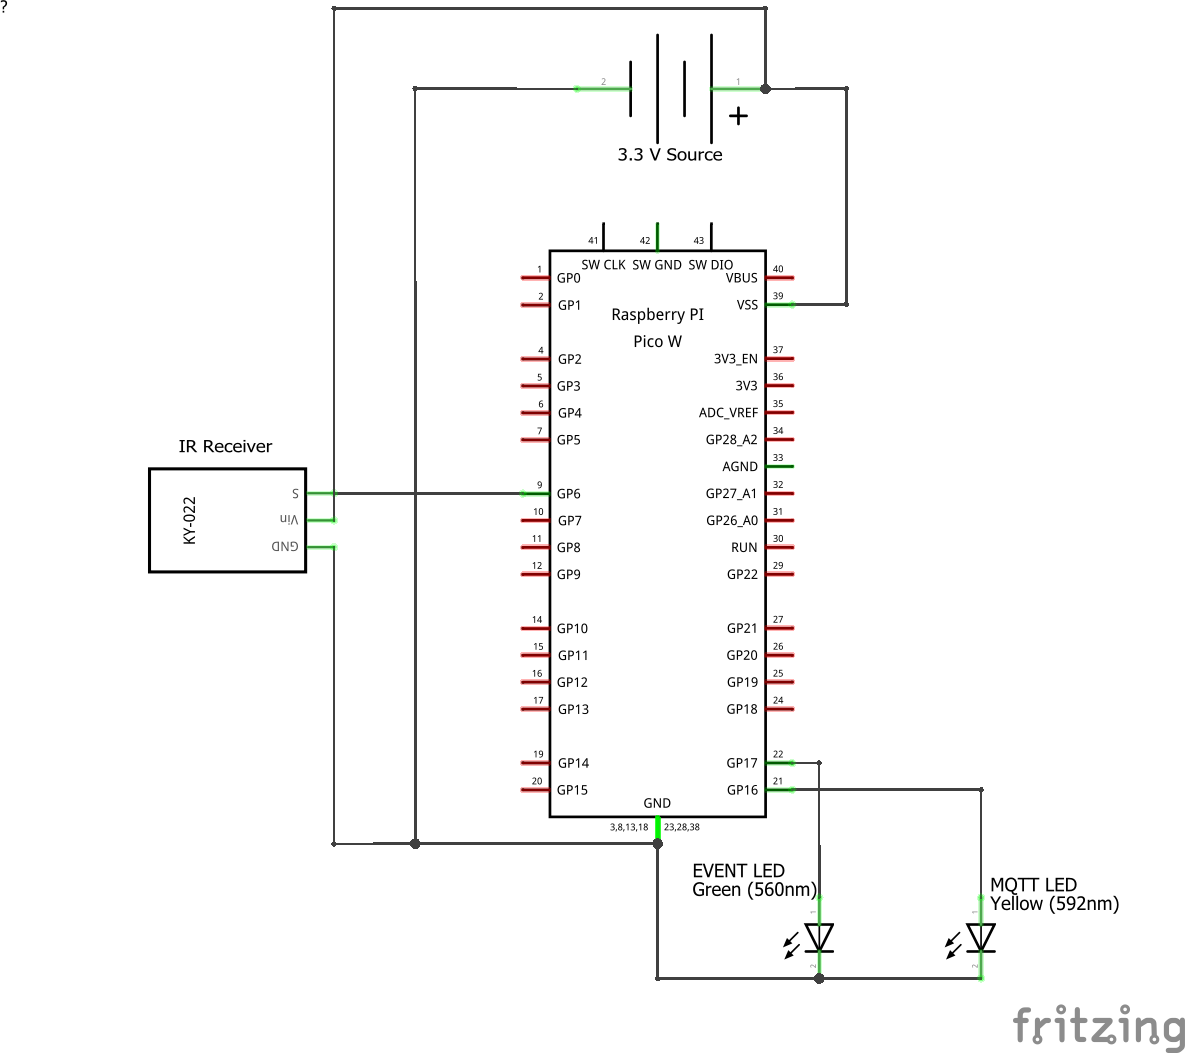 ?
2
1
+
3.3 V Source
41
42
43
SW CLK
SW GND
SW DIO
1
GP0
VBUS
40
2
GP1
VSS
39
Raspberry PI
Pico W
4
GP2
3V3_EN
37
5
GP3
3V3
36
6
GP4
ADC_VREF
35
7
GP5
GP28_A2
34
AGND
33
IR Receiver
KY-022
S
Vin
GND
9
GP6
GP27_A1
32
10
GP7
GP26_A0
31
11
GP8
RUN
30
12
GP9
GP22
29
14
GP10
GP21
27
15
GP11
GP20
26
16
GP12
GP19
25
17
GP13
GP18
24
19
GP14
GP17
22
20
GP15
GP16
21
GND
3,8,13,18
23,28,38
EVENT LED
Green (560nm)
1
2
MQTT LED
Yellow (592nm)
1
2
fritzing